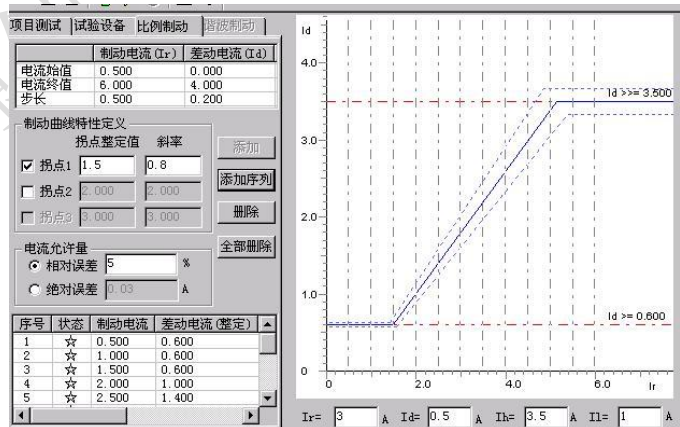 项目测试 试验设备 比例制动 谐波制动
制动电流(Ir) 差动电流(Id)
电流始值 0.500 0.000
电流终值 6.000 4.000
步长 0.500 0.200
制动曲线特性定义
拐点整定值 斜率
拐点1 1.5 0.8
拐点2 2.000 2.000
拐点3 3.000 3.000
添加
添加序列
删除
全部删除
电流允许量
相对误差 5 %
绝对误差 0.03 A
序号 状态 制动电流 差动电流(整定)
1 ☆ 0.500 0.600
2 ☆ 1.000 0.600
3 ☆ 1.500 0.600
4 ☆ 2.000 1.000
5 ☆ 2.500 1.400
Id
4.0
Id >>= 3.500
3.0
2.0
1.0
Id >= 0.600
0
0 2.0 4.0 6.0 Ir
Ir= 3 A Id= 0.5 A Ih= 3.5 A Il= 1 A